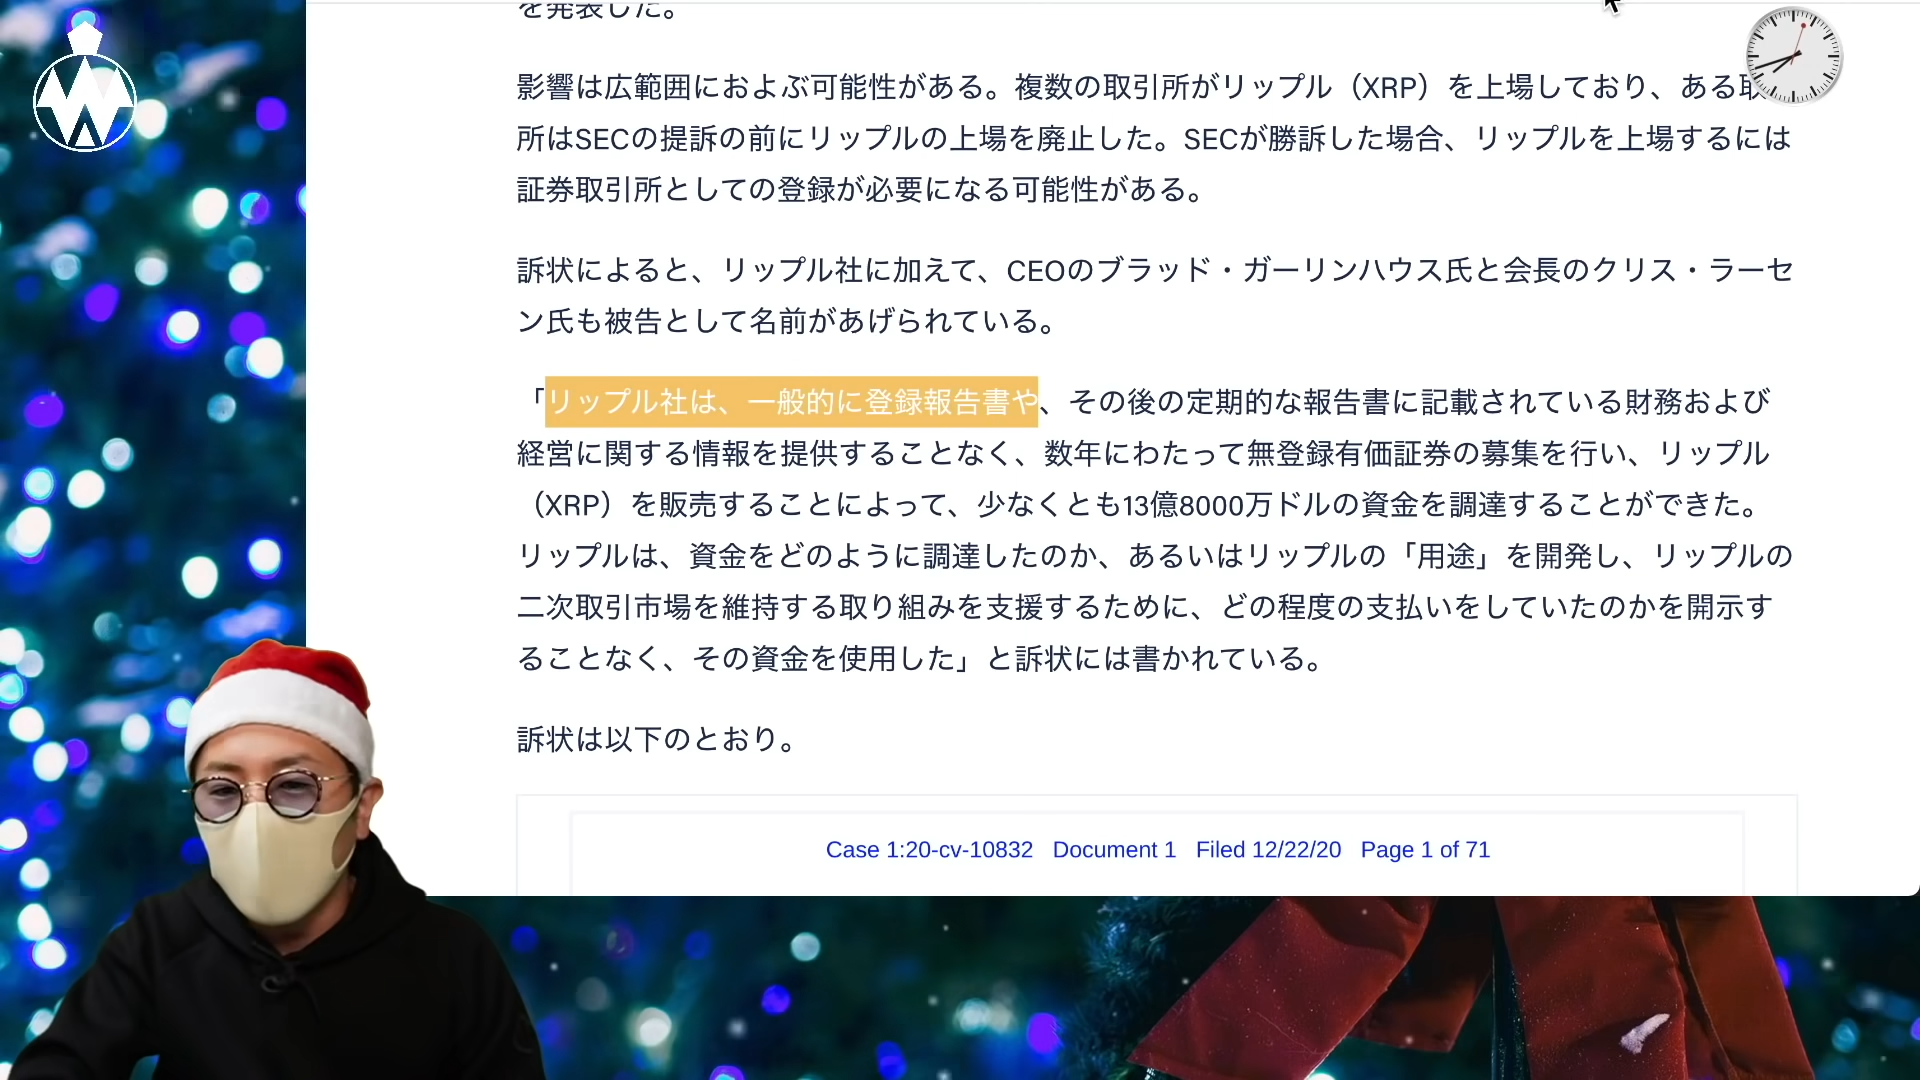 を発表した。
影響は広範囲におよぶ可能性がある。複数の取引所がリップル（XRP）を上場しており、ある取
所はSECの提訴の前にリップルの上場を廃止した。SECが勝訴した場合、リップルを上場するには
証券取引所としての登録が必要になる可能性がある。
訴状によると、リップル社に加えて、CEOのブラッド・ガーリンハウス氏と会長のクリス・ラーセ
ン氏も被告として名前があげられている。
「リップル社は、一般的に登録報告書や、その後の定期的な報告書に記載されている財務および
経営に関する情報を提供することなく、数年にわたって無登録有価証券の募集を行い、リップル
（XRP）を販売することによって、少なくとも13億8000万ドルの資金を調達することができた。
リップルは、資金をどのように調達したのか、あるいはリップルの「用途」を開発し、リップルの
二次取引市場を維持する取り組みを支援するために、どの程度の支払いをしていたのかを開示す
ることなく、その資金を使用した」と訴状には書かれている。
訴状は以下のとおり。
Case 1:20-cv-10832 Document 1 Filed 12/22/20 Page 1 of 71